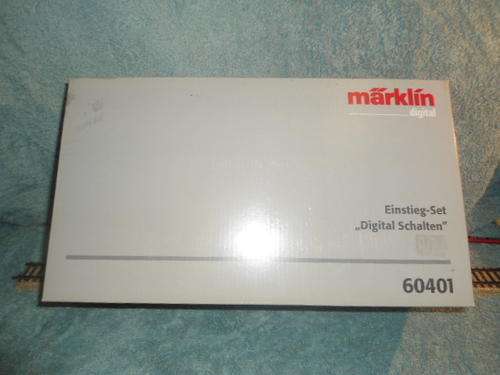 märklin
digital
Einstieg-Set
„Digital Schalten"
60401